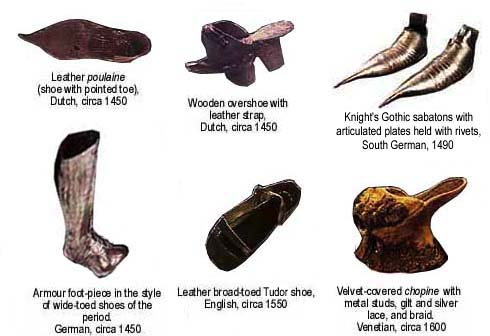 Leather poulaine
(shoe with pointed toe),
Dutch, circa 1450
Wooden overshoe with
leather strap,
Dutch, circa 1450
Knight's Gothic sabatons with
articulated plates held with rivets,
South German, 1490
Armour foot-piece in the style
of wide-toed shoes of the
period.
German, circa 1450
Leather broad-toed Tudor shoe,
English, circa 1550
Velvet-covered chopine with
metal studs, gilt and silver
lace, and braid.
Venetian, circa 1600